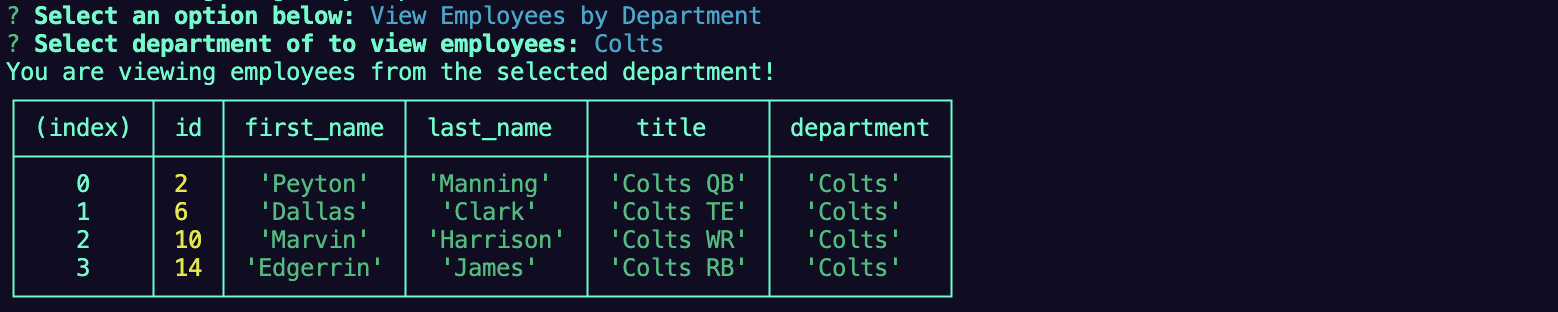 ? Select an option below: View Employees by Department
? Select department of to view employees: Colts
You are viewing employees from the selected department!
(index) id first_name last_name title department
0 2 'Peyton' 'Manning' 'Colts QB' 'Colts'
1 6 'Dallas' 'Clark' 'Colts TE' 'Colts'
2 10 'Marvin' 'Harrison' 'Colts WR' 'Colts'
3 14 'Edgerrin' 'James' 'Colts RB' 'Colts'